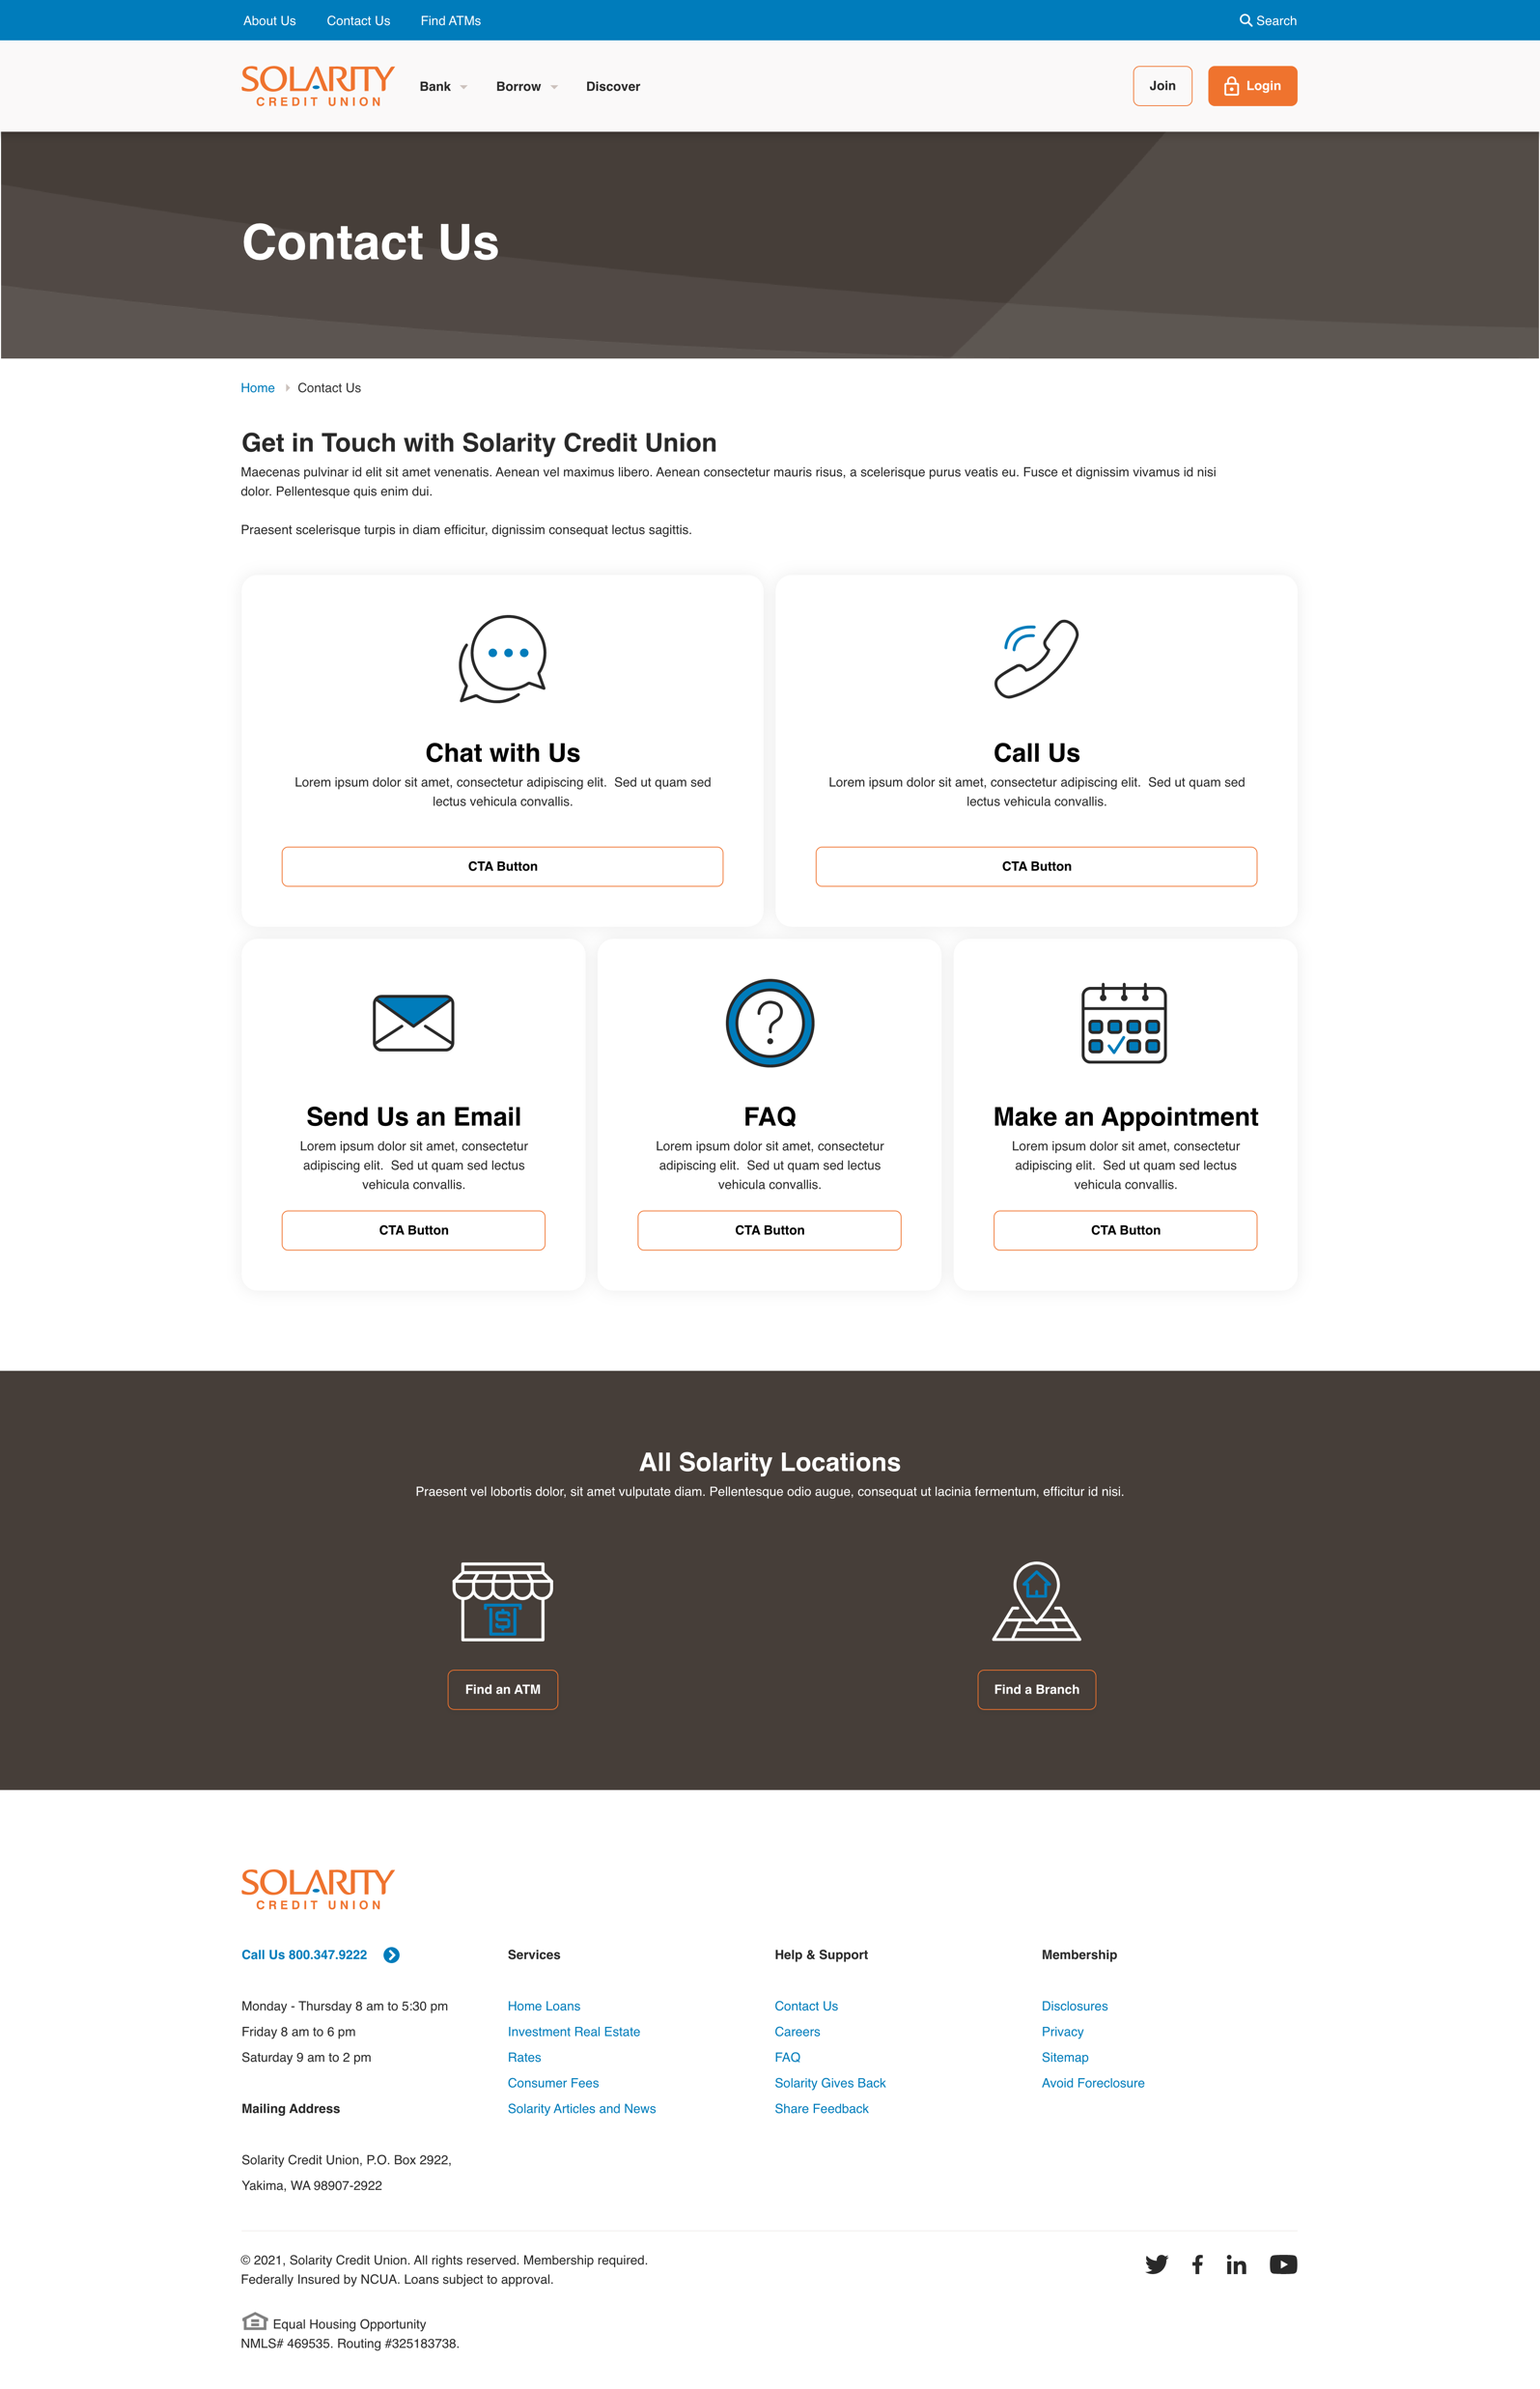 About Us
Contact Us
Find ATMs
Search
SOLARITY
CREDIT UNION
Bank
Borrow
Discover
Join
Login
Contact Us
Home
Contact Us
Get in Touch with Solarity Credit Union
Maecenas pulvinar id elit sit amet venenatis. Aenean vel maximus libero. Aenean consectetur mauris risus, a scelerisque purus veatis eu. Fusce et dignissim vivamus id nisi
dolor. Pellentesque quis enim dui.
Praesent scelerisque turpis in diam efficitur, dignissim consequat lectus sagittis.
Chat with Us
Lorem ipsum dolor sit amet, consectetur adipiscing elit.  Sed ut quam sed
lectus vehicula convallis.
CTA Button
Call Us
Lorem ipsum dolor sit amet, consectetur adipiscing elit.  Sed ut quam sed
lectus vehicula convallis.
CTA Button
Send Us an Email
Lorem ipsum dolor sit amet, consectetur
adipiscing elit.  Sed ut quam sed lectus
vehicula convallis.
CTA Button
FAQ
Lorem ipsum dolor sit amet, consectetur
adipiscing elit.  Sed ut quam sed lectus
vehicula convallis.
CTA Button
Make an Appointment
Lorem ipsum dolor sit amet, consectetur
adipiscing elit.  Sed ut quam sed lectus
vehicula convallis.
CTA Button
All Solarity Locations
Praesent vel lobortis dolor, sit amet vulputate diam. Pellentesque odio augue, consequat ut lacinia fermentum, efficitur id nisi.
Find an ATM
Find a Branch
SOLARITY
CREDIT UNION
Call Us 800.347.9222
Monday - Thursday 8 am to 5:30 pm
Friday 8 am to 6 pm
Saturday 9 am to 2 pm
Mailing Address
Solarity Credit Union, P.O. Box 2922,
Yakima, WA 98907-2922
Services
Home Loans
Investment Real Estate
Rates
Consumer Fees
Solarity Articles and News
Help & Support
Contact Us
Careers
FAQ
Solarity Gives Back
Share Feedback
Membership
Disclosures
Privacy
Sitemap
Avoid Foreclosure
© 2021, Solarity Credit Union. All rights reserved. Membership required.
Federally Insured by NCUA. Loans subject to approval.
Equal Housing Opportunity
NMLS# 469535. Routing #325183738.